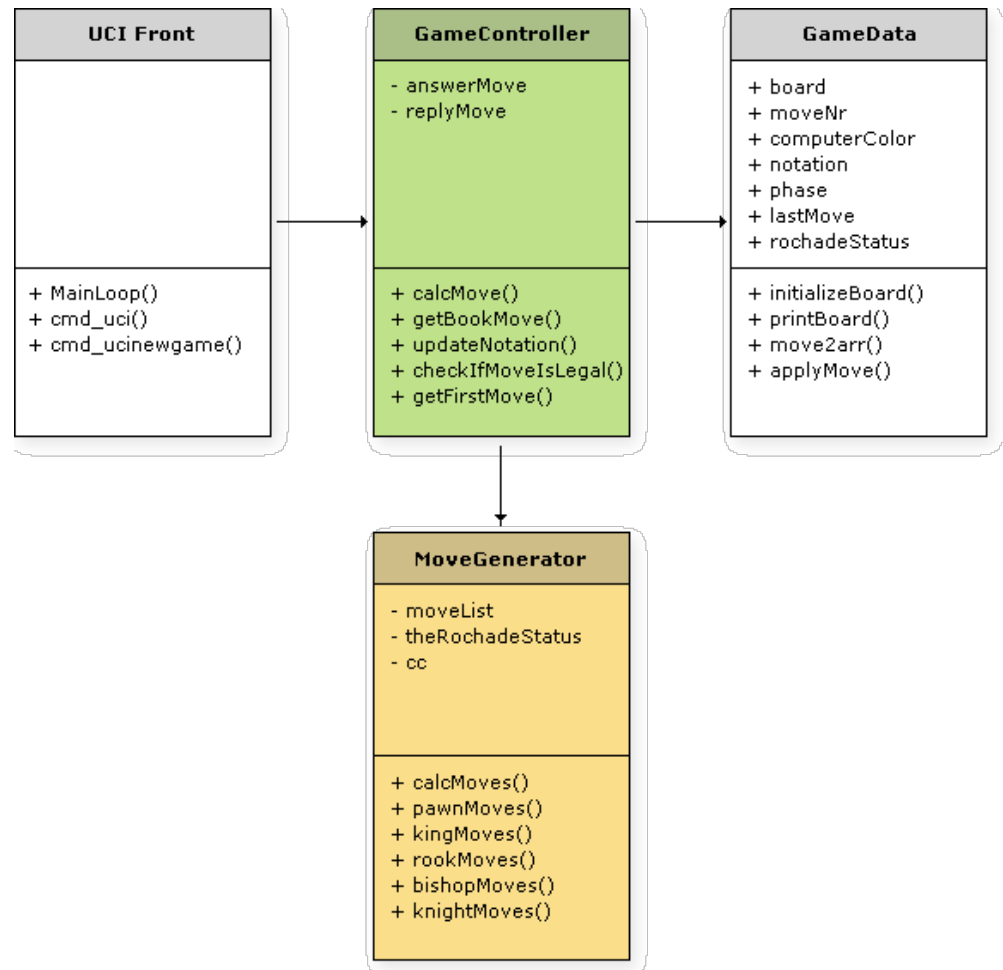 UCI Front
+ MainLoop()
+ cmd_uci()
+ cmd_ucinewgame()
GameController
- answerMove
- replyMove
+ calcMove()
+ getBookMove()
+ updateNotation()
+ checkIfMoveIsLegal()
+ getFirstMove()
GameData
+ board
+ moveNr
+ computerColor
+ notation
+ phase
+ lastMove
+ rochadeStatus
+ initializeBoard()
+ printBoard()
+ move2arr()
+ applyMove()
MoveGenerator
- moveList
- theRochadeStatus
- cc
+ calcMoves()
+ pawnMoves()
+ kingMoves()
+ rookMoves()
+ bishopMoves()
+ knightMoves()